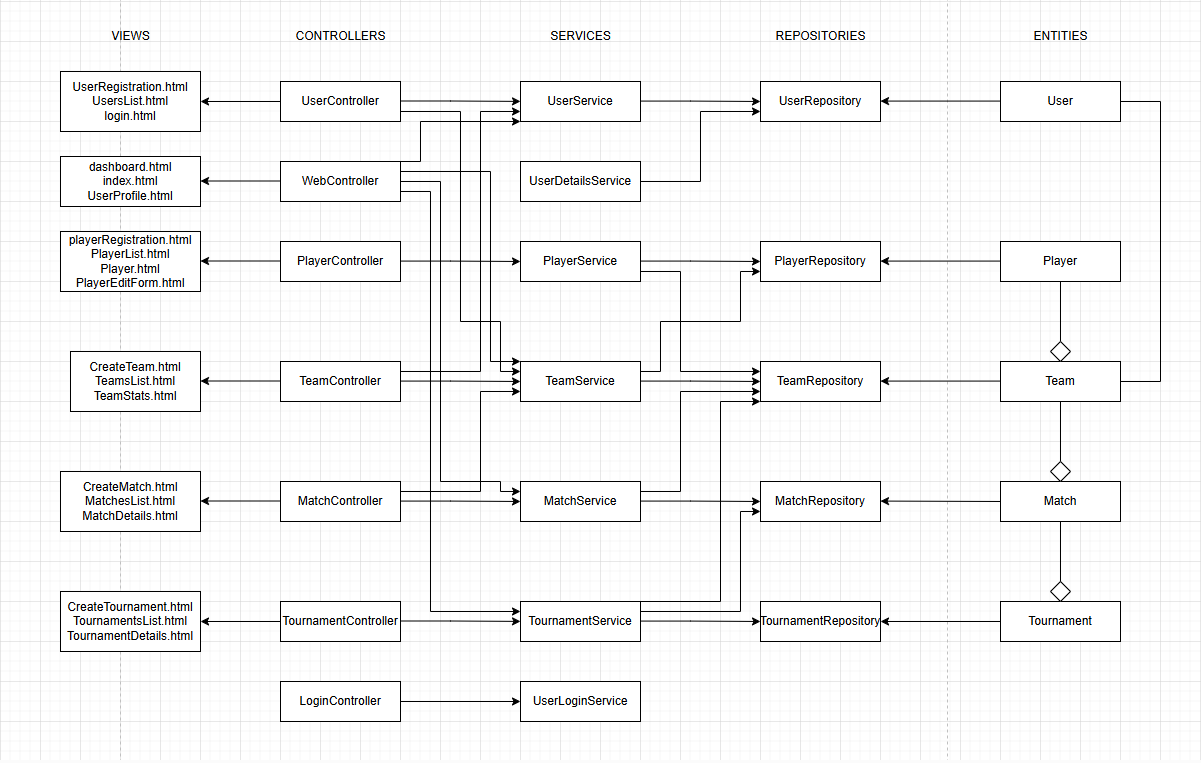 VIEWS
CONTROLLERS
SERVICES
REPOSITORIES
ENTITIES
UserRegistration.html
UsersList.html
login.html
UserController
UserService
UserRepository
User
dashboard.html
index.html
UserProfile.html
WebController
UserDetailsService
playerRegistration.html
PlayerList.html
Player.html
PlayerEditForm.html
PlayerController
PlayerService
PlayerRepository
Player
CreateTeam.html
TeamsList.html
TeamStats.html
TeamController
TeamService
TeamRepository
Team
CreateMatch.html
MatchesList.html
MatchDetails.html
MatchController
MatchService
MatchRepository
Match
CreateTournament.html
TournamentsList.html
TournamentDetails.html
TournamentController
TournamentService
TournamentRepository
Tournament
LoginController
UserLoginService